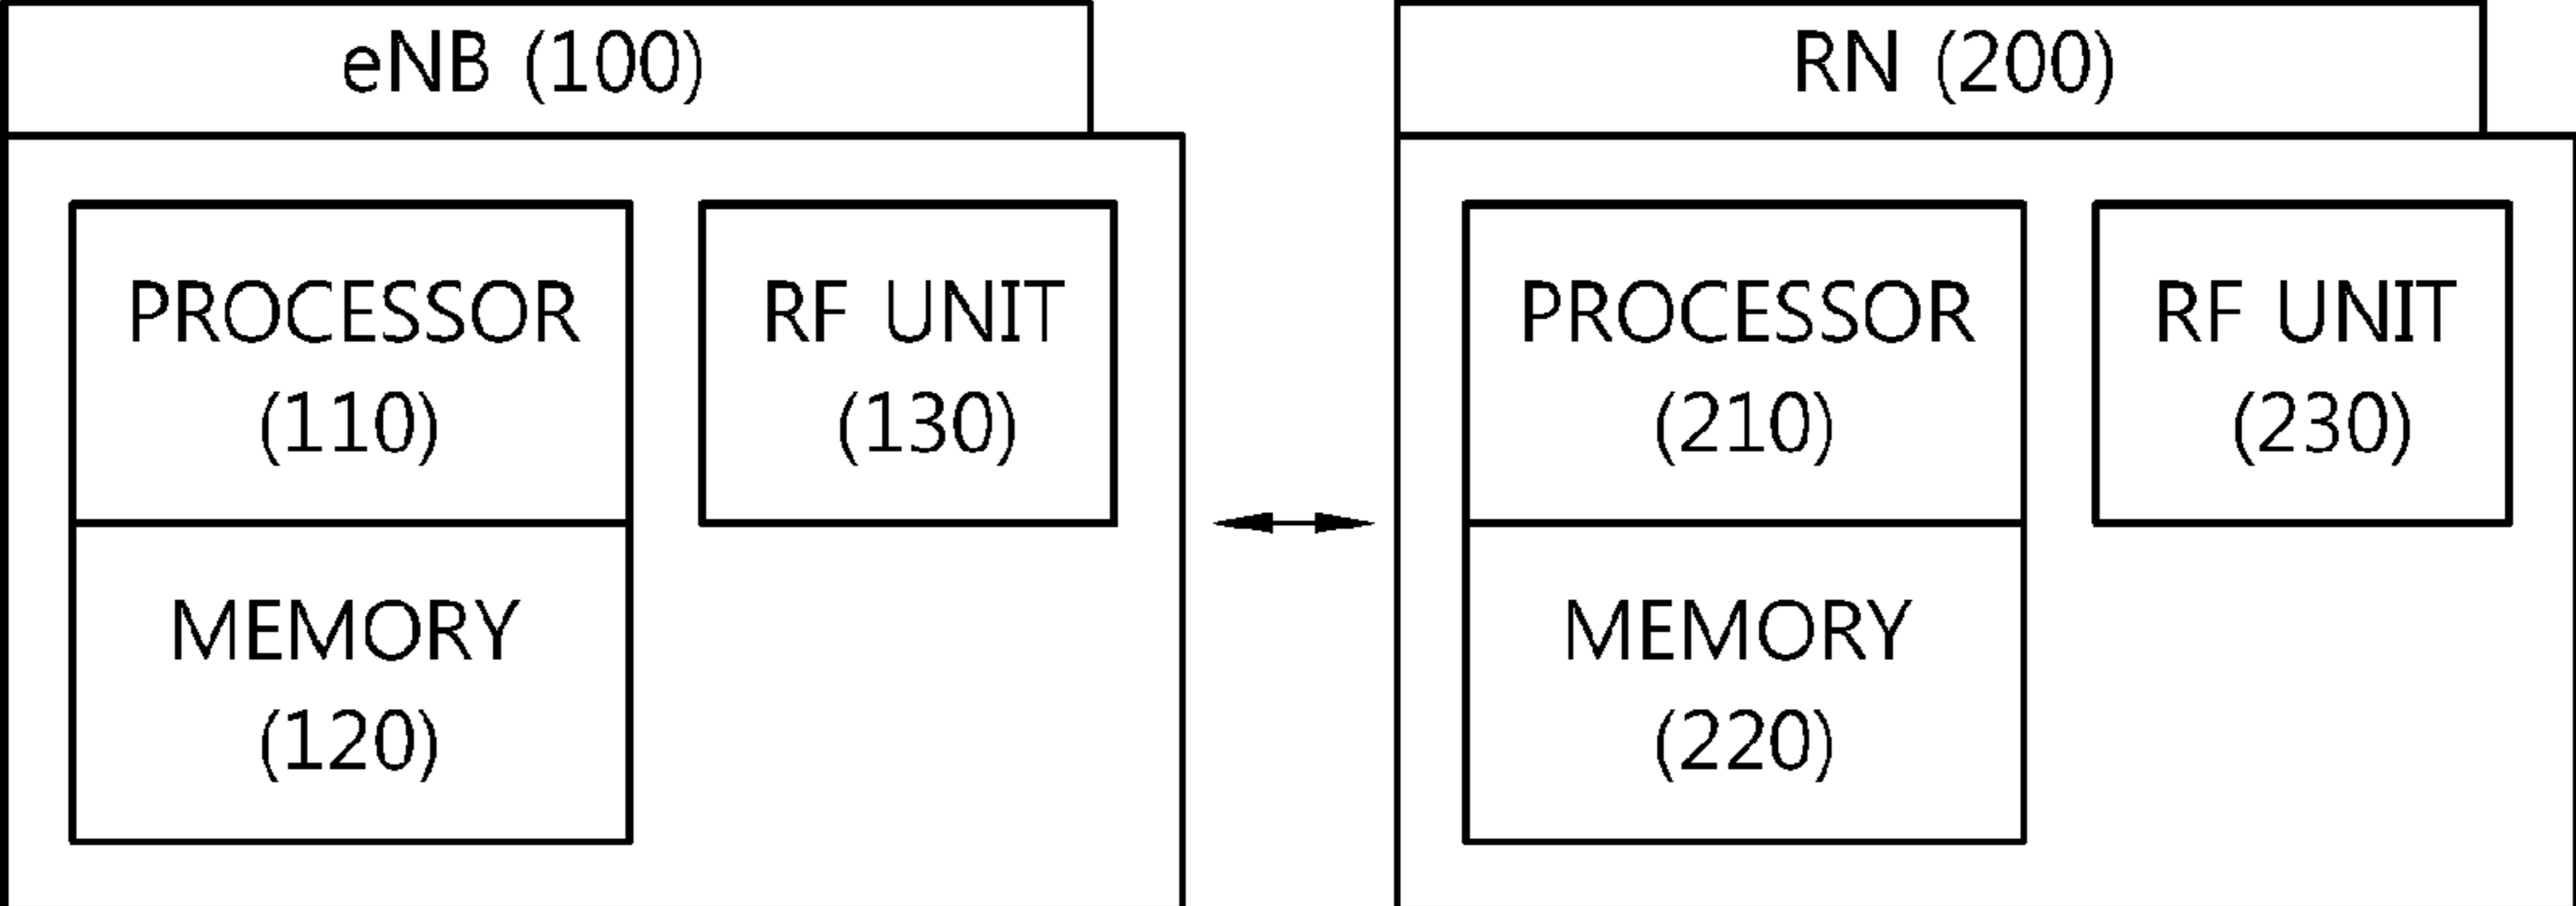 eNB (100)
PROCESSOR
(110)
RF UNIT
(130)
MEMORY
(120)
RN (200)
PROCESSOR
(210)
RF UNIT
(230)
MEMORY
(220)